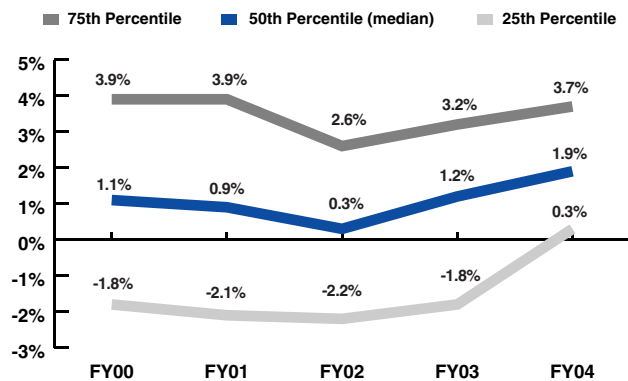 75th Percentile 50th Percentile (median) 25th Percentile
5%
3.9% 3.9% 3.7%
4% 3.2%
2.6%
3%
2% 1.9%
1.1% 0.9% 1.2%
1% 0.3% 0.3%
0%
-1%
-1.8% -2.1% -2.2% -1.8%
-2%
-3%
FY00 FY01 FY02 FY03 FY04